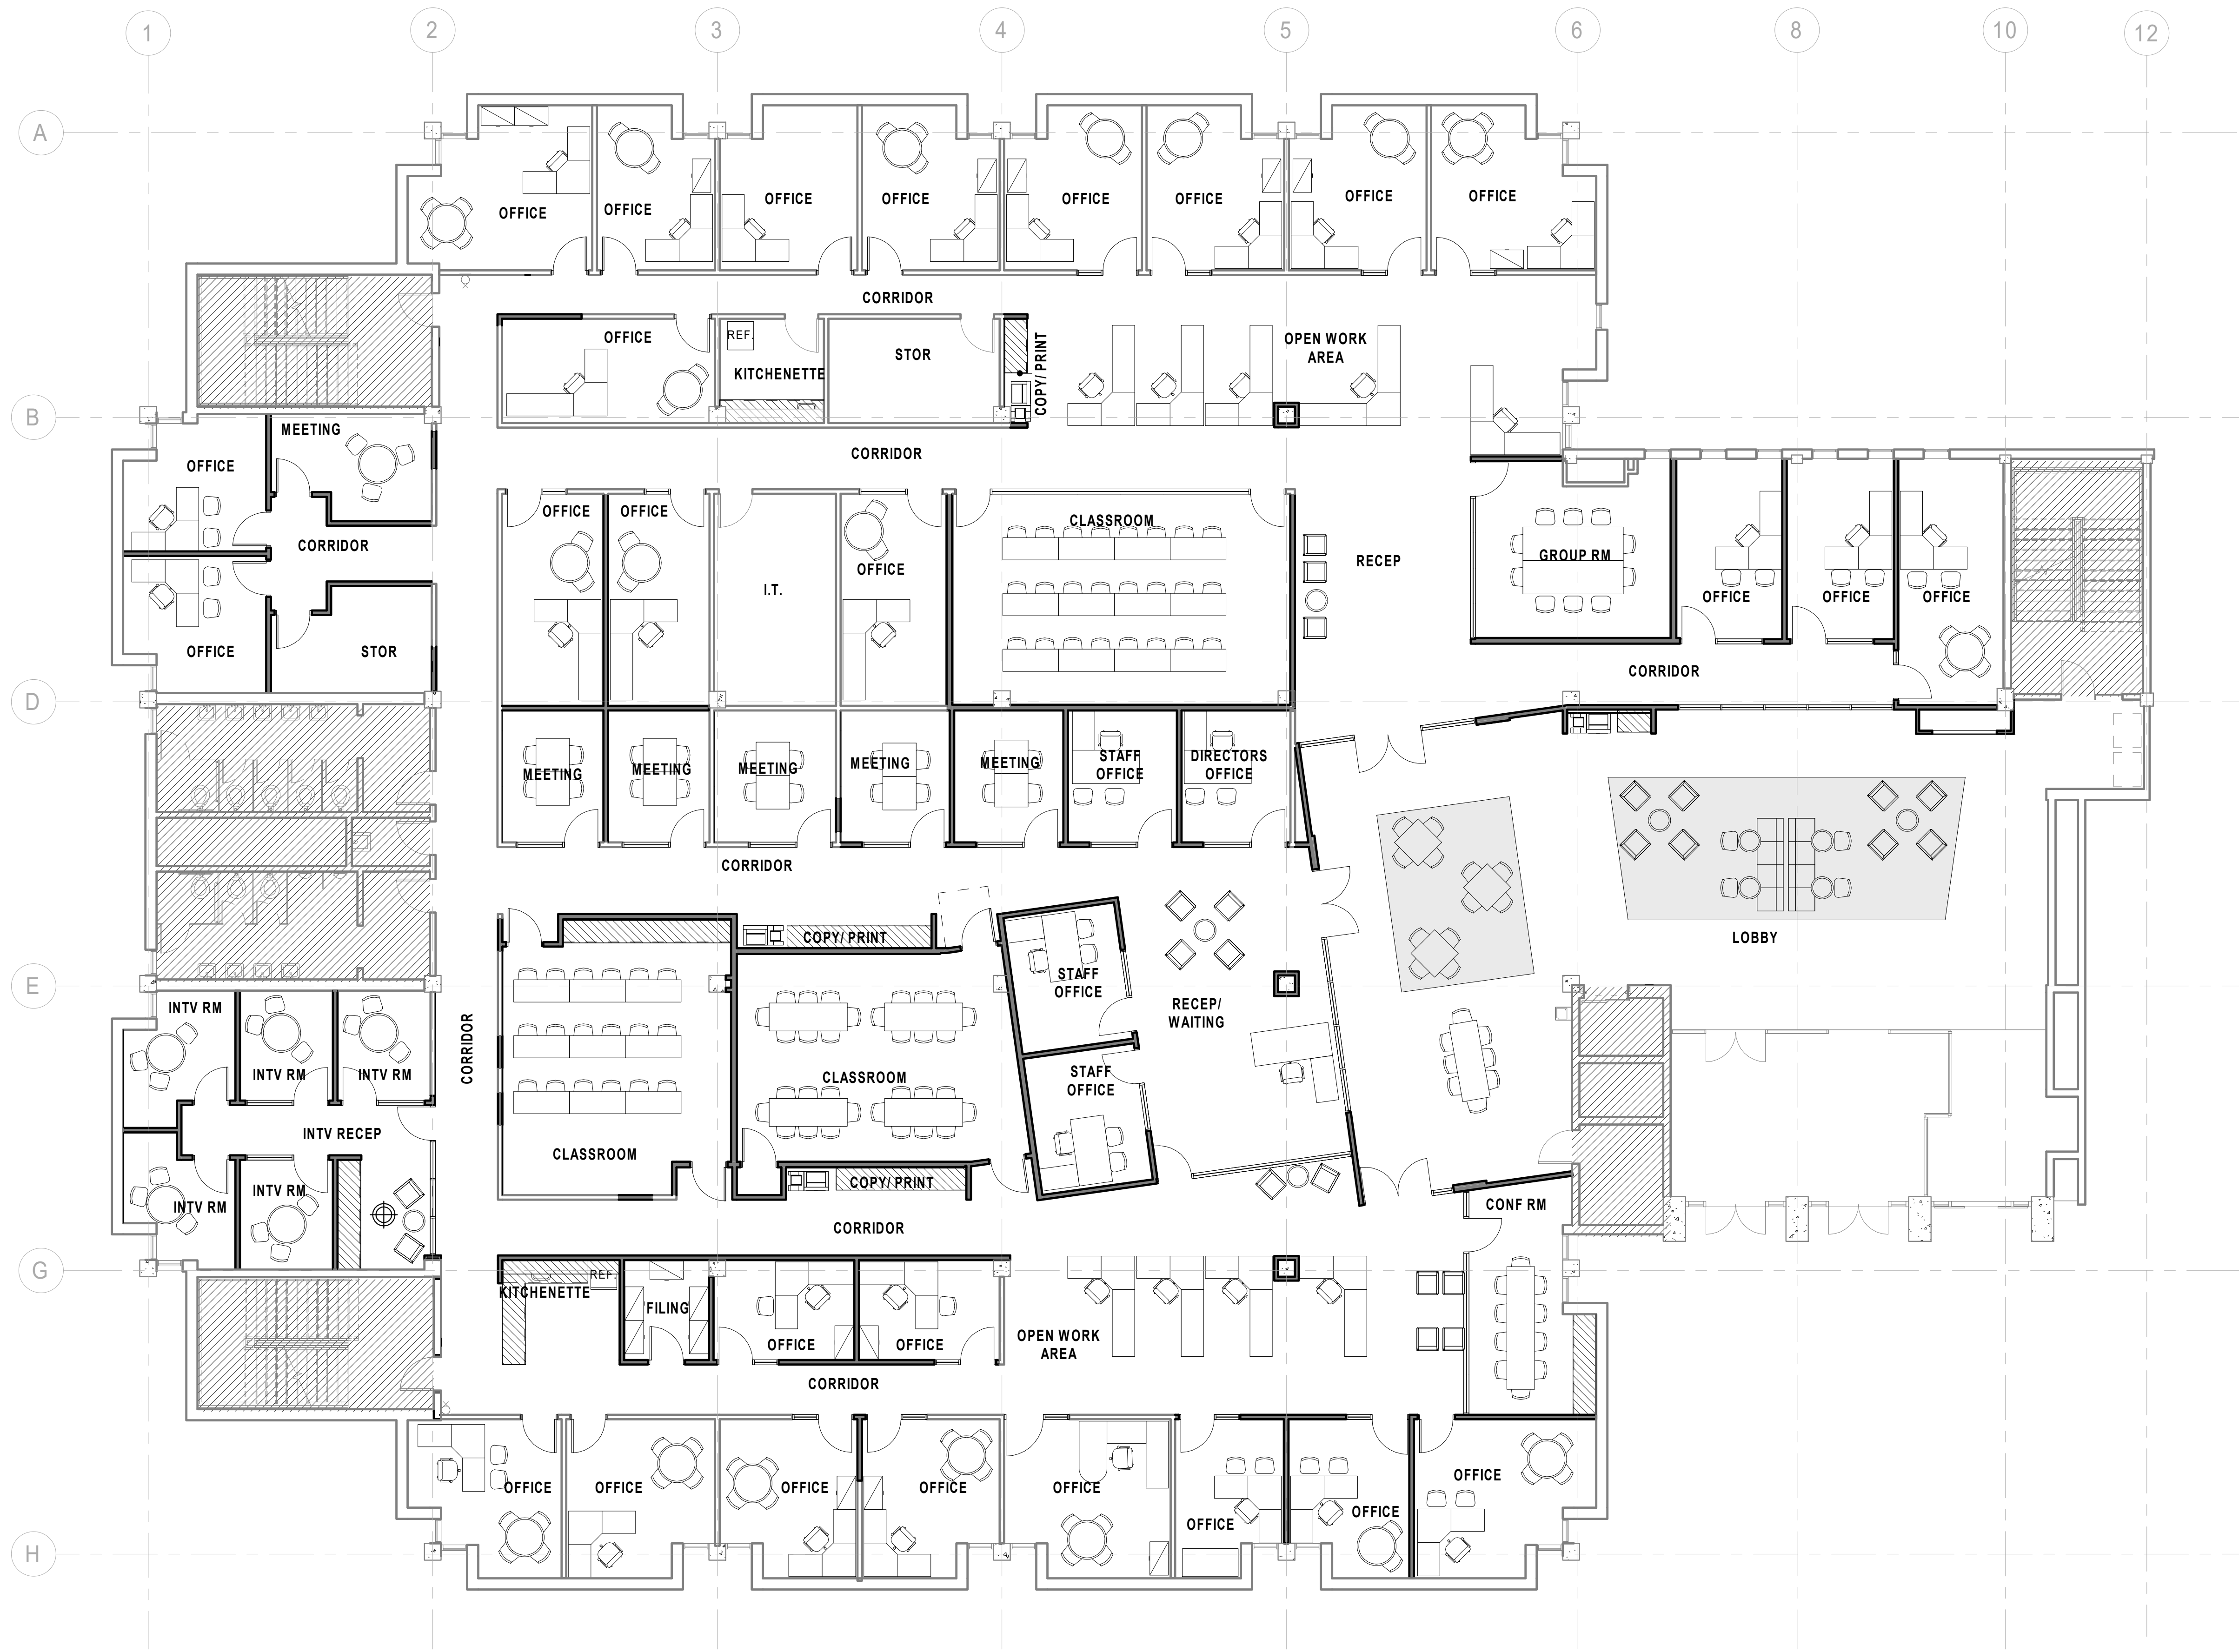 1
2
3
4
5
6
8
10
12
A
OFFICE
OFFICE
OFFICE
OFFICE
OFFICE
OFFICE
OFFICE
OFFICE
CORRIDOR
OFFICE
REF.
KITCHENETTE
STOR
COPY/ PRINT
OPEN WORK
AREA
B
MEETING
OFFICE
CORRIDOR
OFFICE
STOR
CORRIDOR
OFFICE
OFFICE
I.T.
OFFICE
CLASSROOM
RECEP
GROUP RM
OFFICE
OFFICE
OFFICE
CORRIDOR
D
MEETING
MEETING
MEETING
MEETING
MEETING
STAFF
OFFICE
DIRECTORS
OFFICE
CORRIDOR
COPY/ PRINT
LOBBY
E
INTV RM
INTV RM
INTV RM
INTV RECEP
INTV RM
INTV RM
CORRIDOR
CLASSROOM
CLASSROOM
STAFF
OFFICE
STAFF
OFFICE
RECEP/
WAITING
COPY/ PRINT
CORRIDOR
CONF RM
G
KITCHENETTE
REF.
FILING
OFFICE
OFFICE
OPEN WORK
AREA
CORRIDOR
OFFICE
OFFICE
OFFICE
OFFICE
OFFICE
OFFICE
OFFICE
OFFICE
H